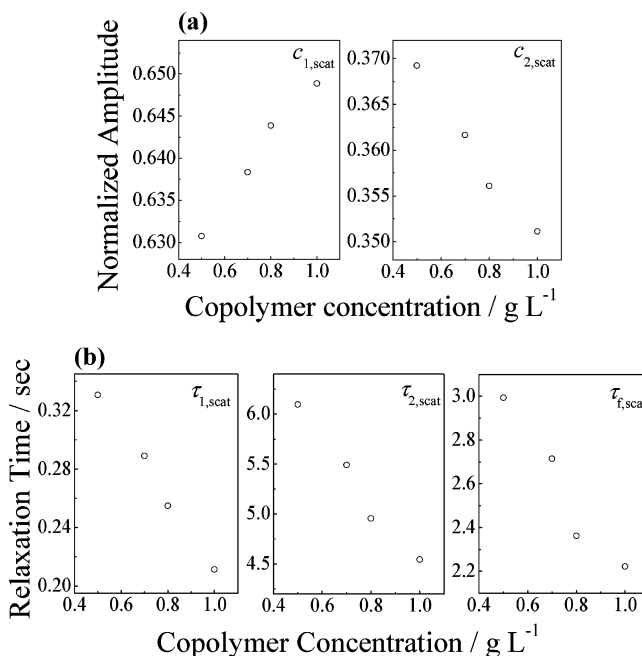 (a)
c1,scat
c2,scat
Normalized Amplitude
0.650
0.645
0.640
0.635
0.630
0.370
0.365
0.360
0.355
0.350
0.4 0.6 0.8 1.0
0.4 0.6 0.8 1.0
Copolymer concentration / g L-1
(b)
τ1,scat
τ2,scat
τf,sca
Relaxation Time / sec
0.32
0.28
0.24
0.20
6.0
5.5
5.0
4.5
3.0
2.8
2.6
2.4
2.2
0.4 0.6 0.8 1.0
0.4 0.6 0.8 1.0
0.4 0.6 0.8 1.0
Copolymer Concentration / g L-1